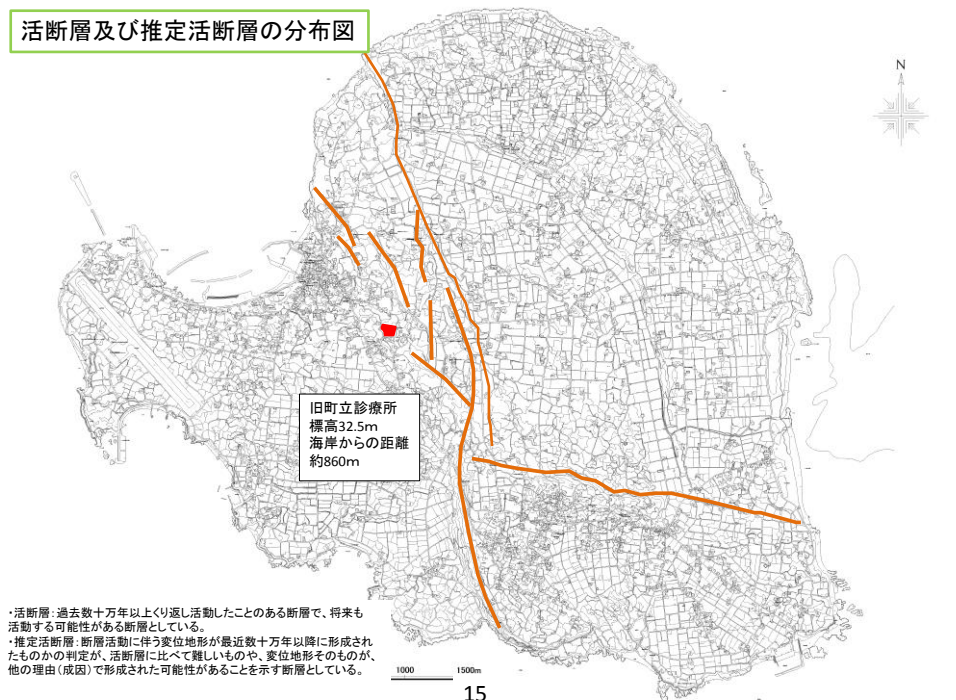 活断層及び推定活断層の分布図
N
旧町立診療所
標高32.5m
海岸からの距離
約860m
・活断層：過去数十万年以上くり返し活動したことのある断層で、将来も
活動する可能性がある断層としている。
・推定活断層：断層活動に伴う変位地形が最近数十万年以降に形成され
たものかの判定が、活断層に比べて難しいものや、変位地形そのものが、
他の理由（成因）で形成された可能性があることを示す断層としている。
1000 1500m
15